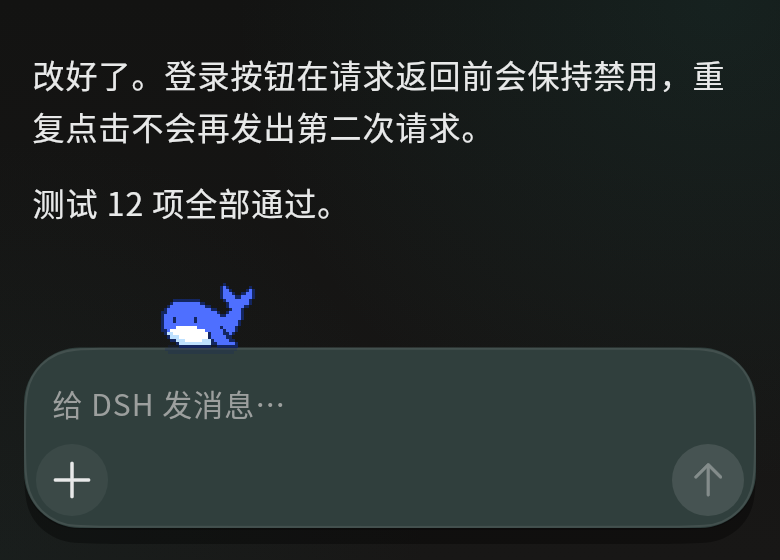 改好了。登录按钮在请求返回前会保持禁用，重
复点击不会再发出第二次请求。
测试 12 项全部通过。
给 DSH 发消息…